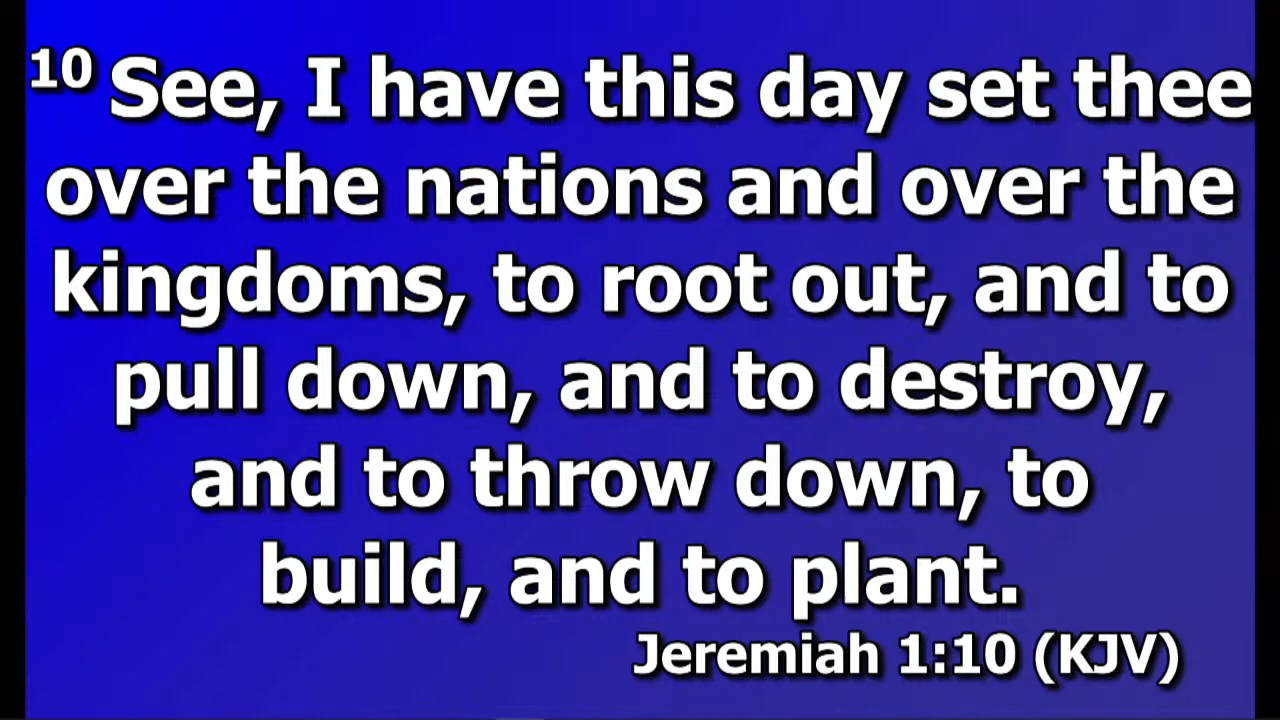 10 See, I have this day set thee
over the nations and over the
kingdoms, to root out, and to
pull down, and to destroy,
and to throw down, to
build, and to plant.
Jeremiah 1:10 (KJV)